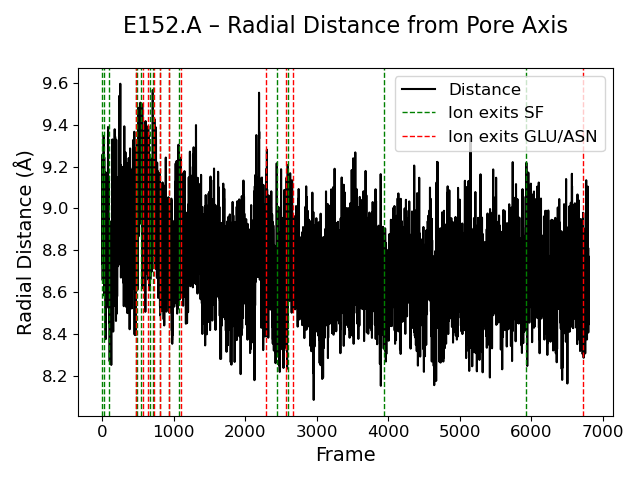 E152.A – Radial Distance from Pore Axis
Radial Distance (Å)
9.6
9.4
9.2
9.0
8.8
8.6
8.4
8.2
Distance
Ion exits SF
Ion exits GLU/ASN
0 1000 2000 3000 4000 5000 6000 7000
Frame